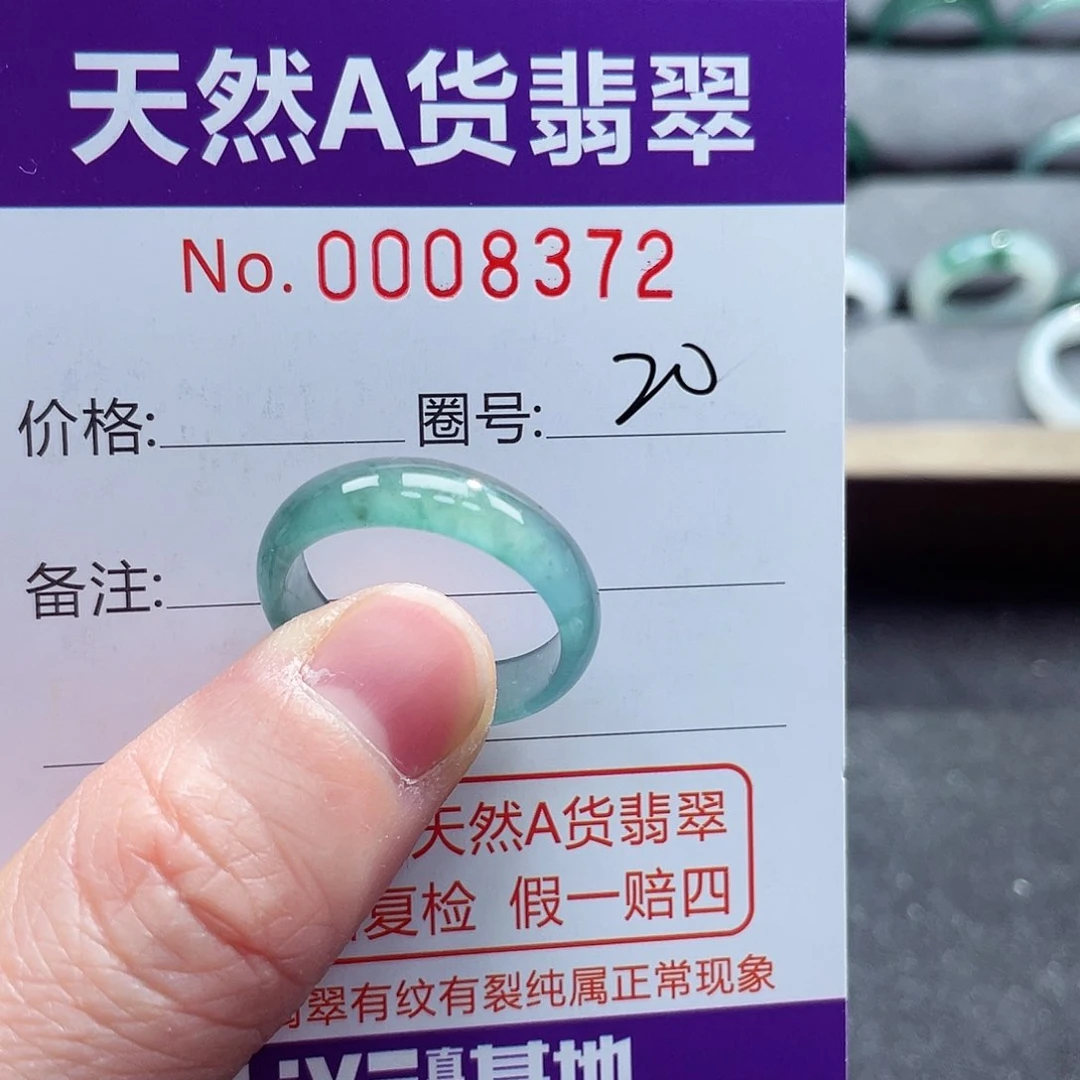 天然A货翡翠
No. 0008372
价格: 圈号: 20
备注:
天然A货翡翠
复检 假一赔四
翠有纹有裂纯属正常现象
基地